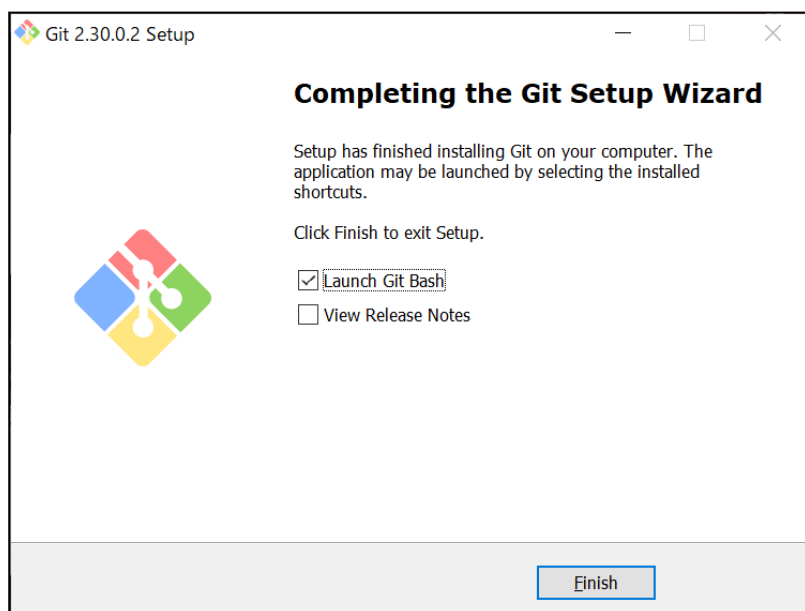 Git 2.30.0.2 Setup
Completing the Git Setup Wizard
Setup has finished installing Git on your computer. The
application may be launched by selecting the installed
shortcuts.
Click Finish to exit Setup.
Launch Git Bash
View Release Notes
Finish